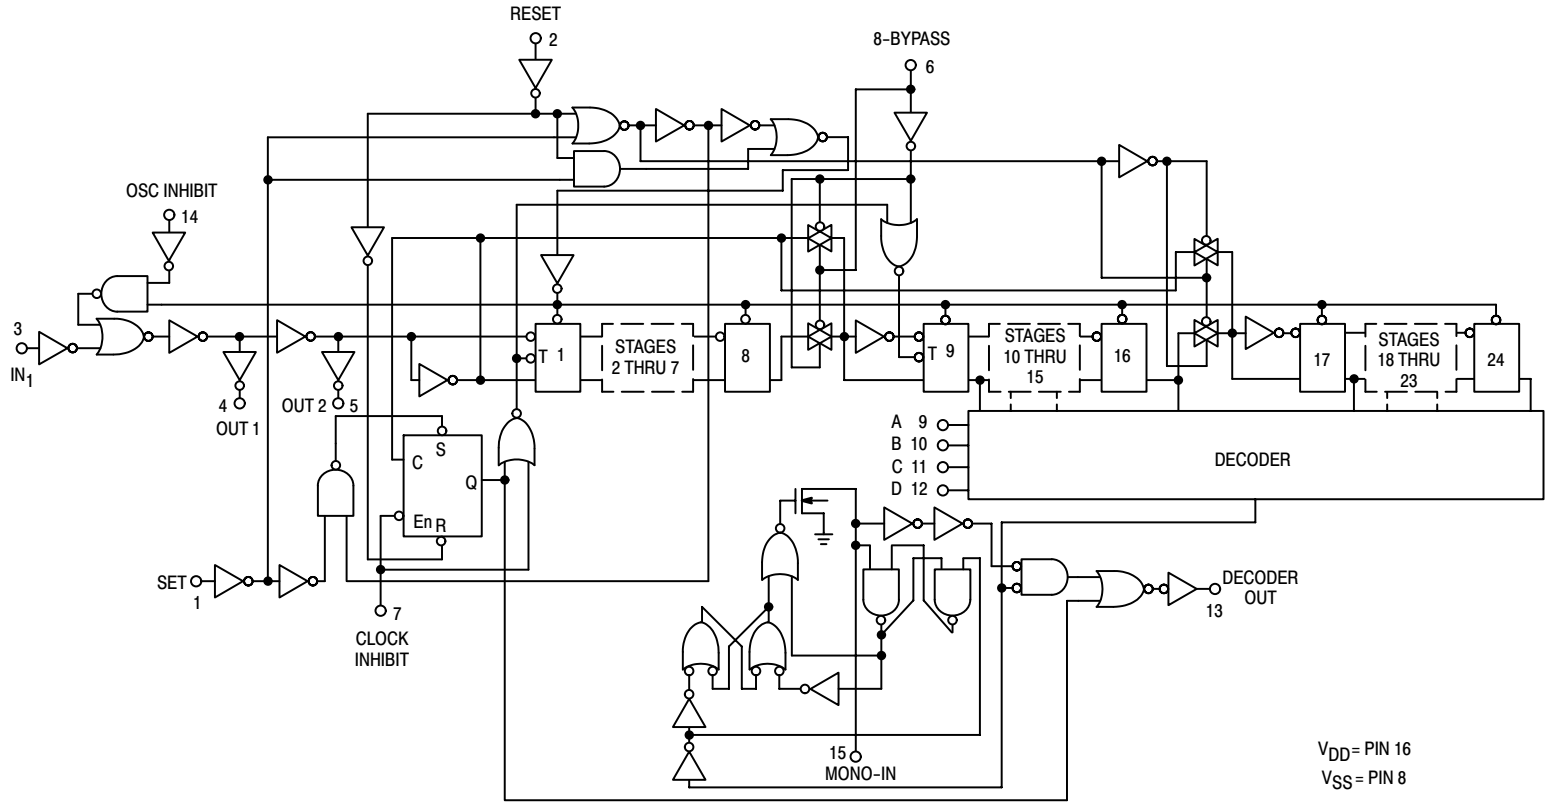 RESET
2
8-BYPASS
6
OSC INHIBIT
14
3
IN1
4
OUT 1
OUT 2
5
T 1
STAGES
2 THRU 7
8
T 9
STAGES
10 THRU
15
16
17
STAGES
18 THRU
23
24
C
S
Q
En
R
SET
1
7
CLOCK
INHIBIT
A 9
B 10
C 11
D 12
DECODER
DECODER
OUT
13
15
MONO-IN
VDD = PIN 16
VSS = PIN 8